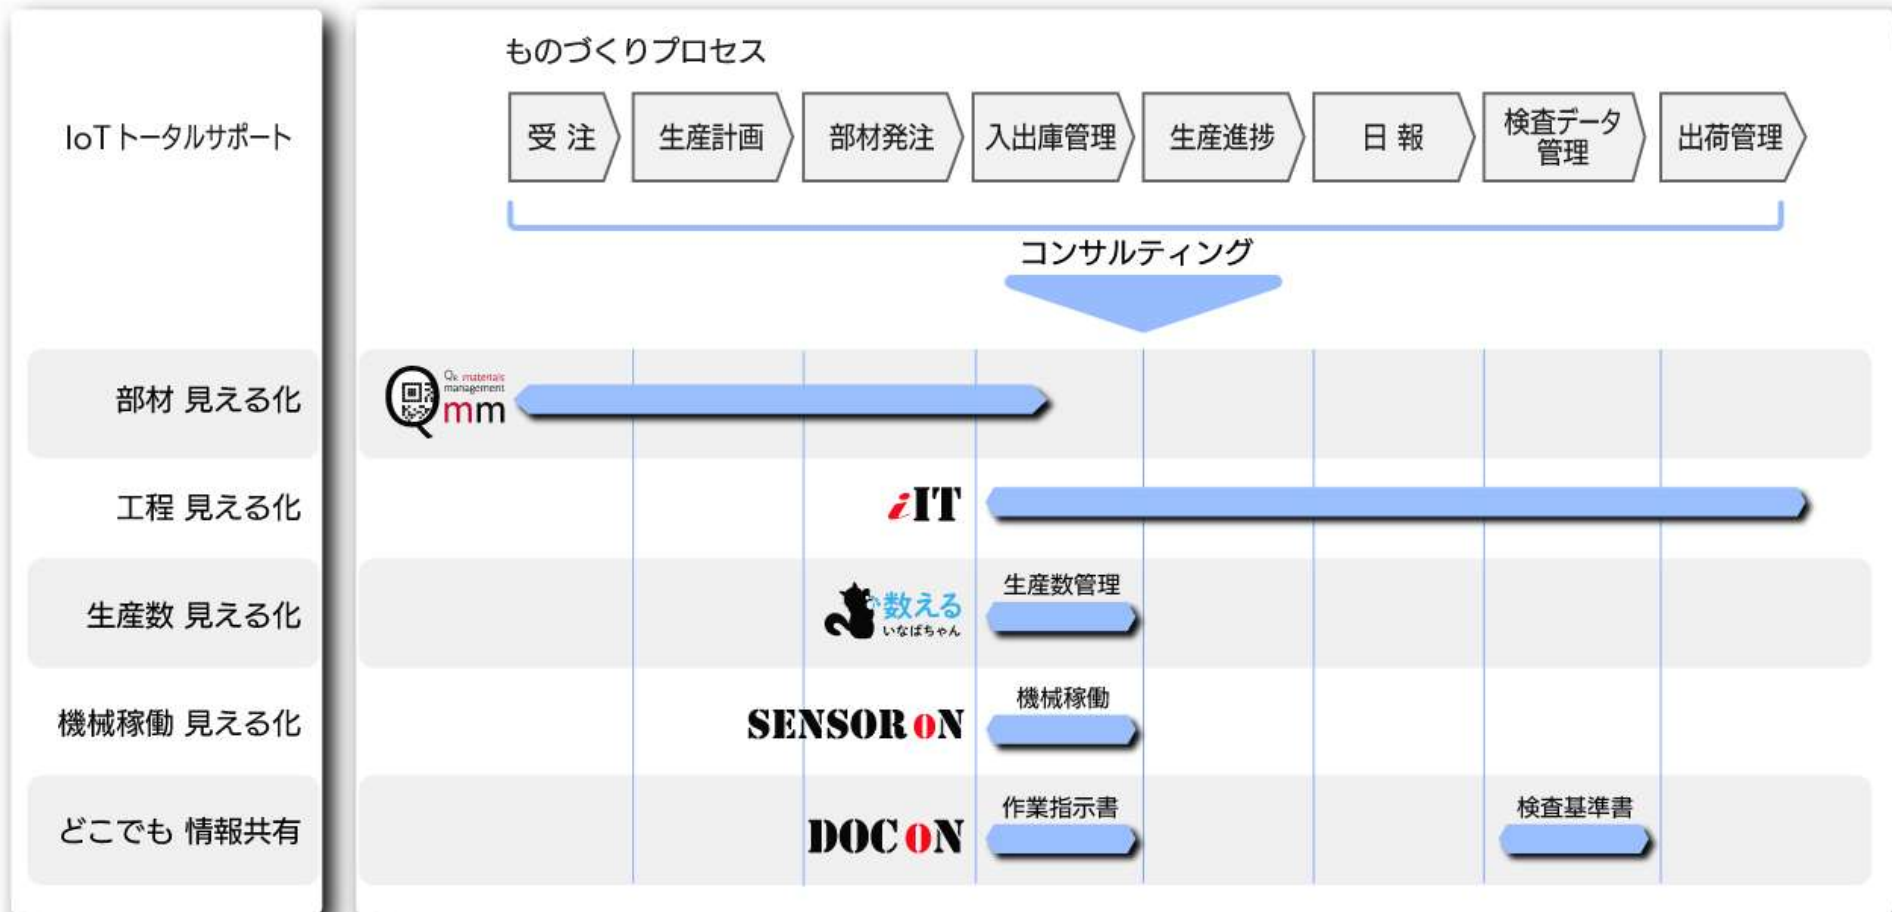 ものづくりプロセス
IoTトータルサポート
受 注
生産計画
部材発注
入出庫管理
生産進捗
日 報
検査データ
管理
出荷管理
コンサルティング
部材 見える化
QR materials
management
Qmm
工程 見える化
iIT
生産数 見える化
数える
いなばちゃん
生産数管理
機械稼働 見える化
SENSOR oN
機械稼働
どこでも 情報共有
DOC oN
作業指示書
検査基準書